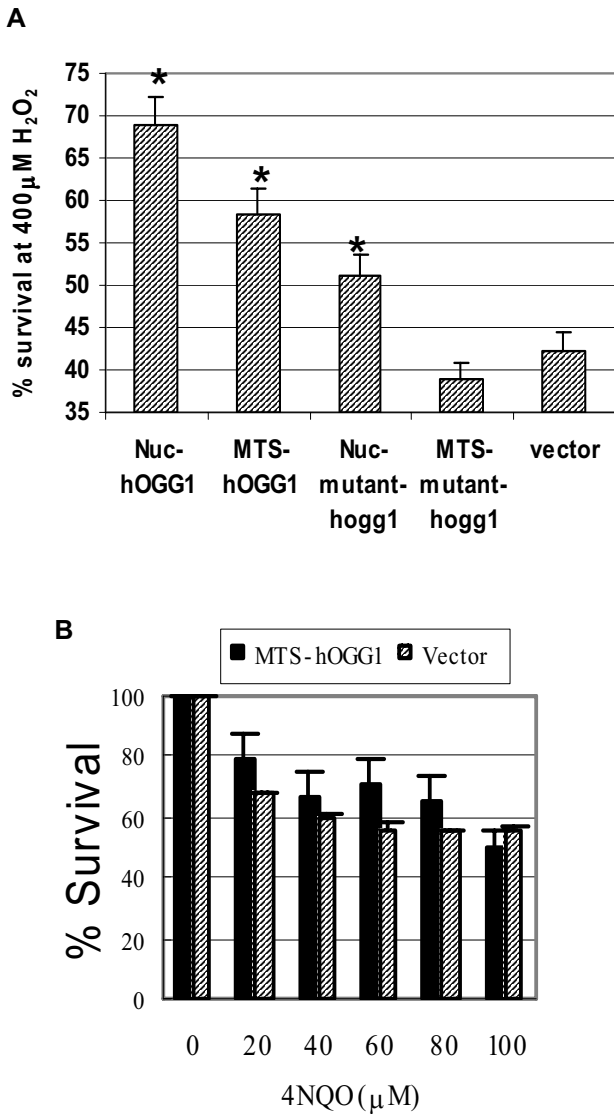 A
% survival at 400μM H₂O₂
75
70
65
60
55
50
45
40
35
*
*
*
Nuc-
hOGG1
MTS-
hOGG1
Nuc-
mutant-
hogg1
MTS-
mutant-
hogg1
vector
B
MTS-hOGG1 Vector
% Survival
100
80
60
40
20
0
0 20 40 60 80 100
4NQO (μM)